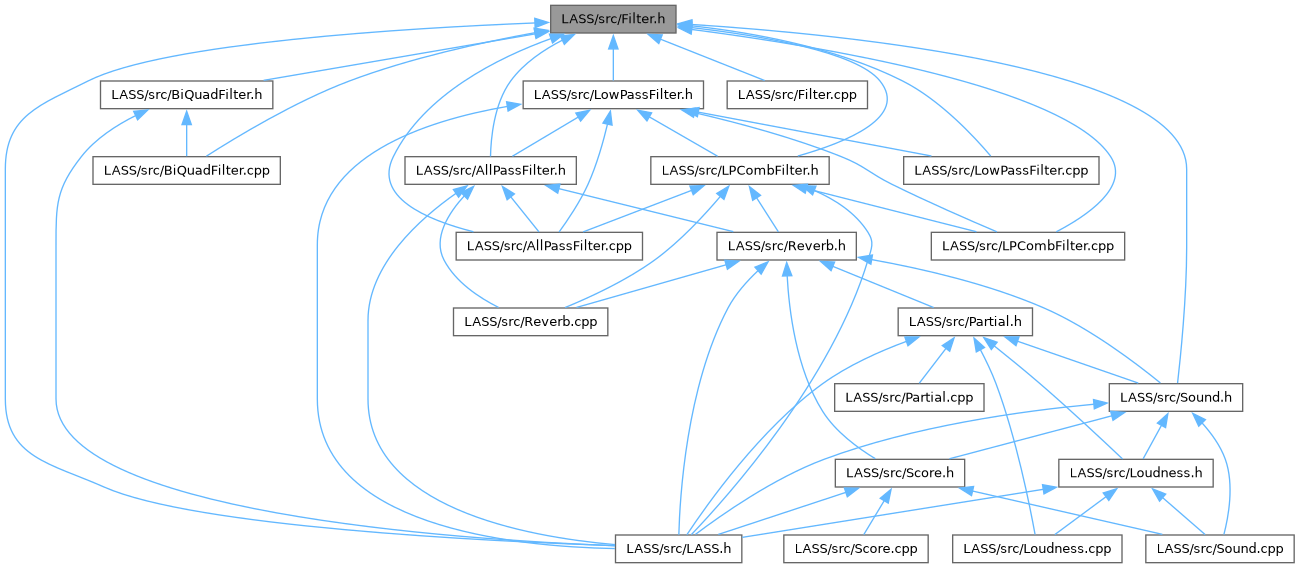 LASS/src/Filter.h
LASS/src/BiQuadFilter.h
LASS/src/LowPassFilter.h
LASS/src/Filter.cpp
LASS/src/BiQuadFilter.cpp
LASS/src/AllPassFilter.h
LASS/src/LPCombFilter.h
LASS/src/LowPassFilter.cpp
LASS/src/AllPassFilter.cpp
LASS/src/Reverb.h
LASS/src/LPCombFilter.cpp
LASS/src/Reverb.cpp
LASS/src/Partial.h
LASS/src/Partial.cpp
LASS/src/Sound.h
LASS/src/Score.h
LASS/src/Loudness.h
LASS/src/LASS.h
LASS/src/Score.cpp
LASS/src/Loudness.cpp
LASS/src/Sound.cpp